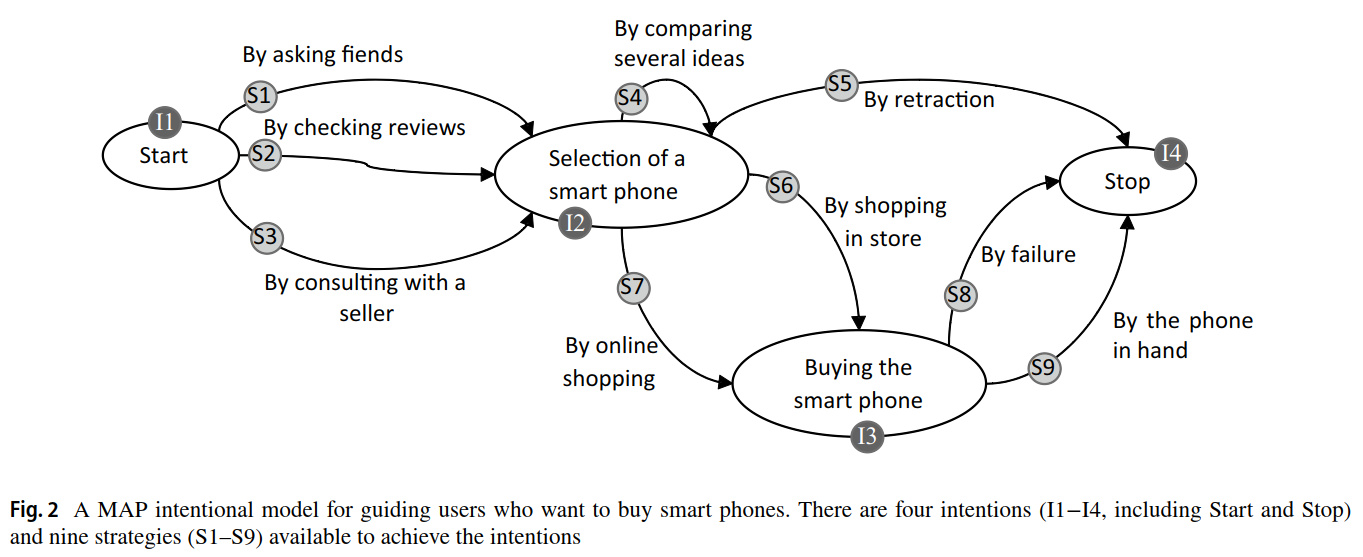 By asking fiends
S1
I1
Start
By checking reviews
S2
S3
By consulting with a
seller
By comparing
several ideas
S4
Selection of a
smart phone
I2
S5
By retraction
S6
By shopping
in store
S7
By online
shopping
Buying the
smart phone
I3
By failure
S8
S9
By the phone
in hand
I4
Stop
Fig. 2 A MAP intentional model for guiding users who want to buy smart phones. There are four intentions (I1−I4, including Start and Stop)
and nine strategies (S1–S9) available to achieve the intentions